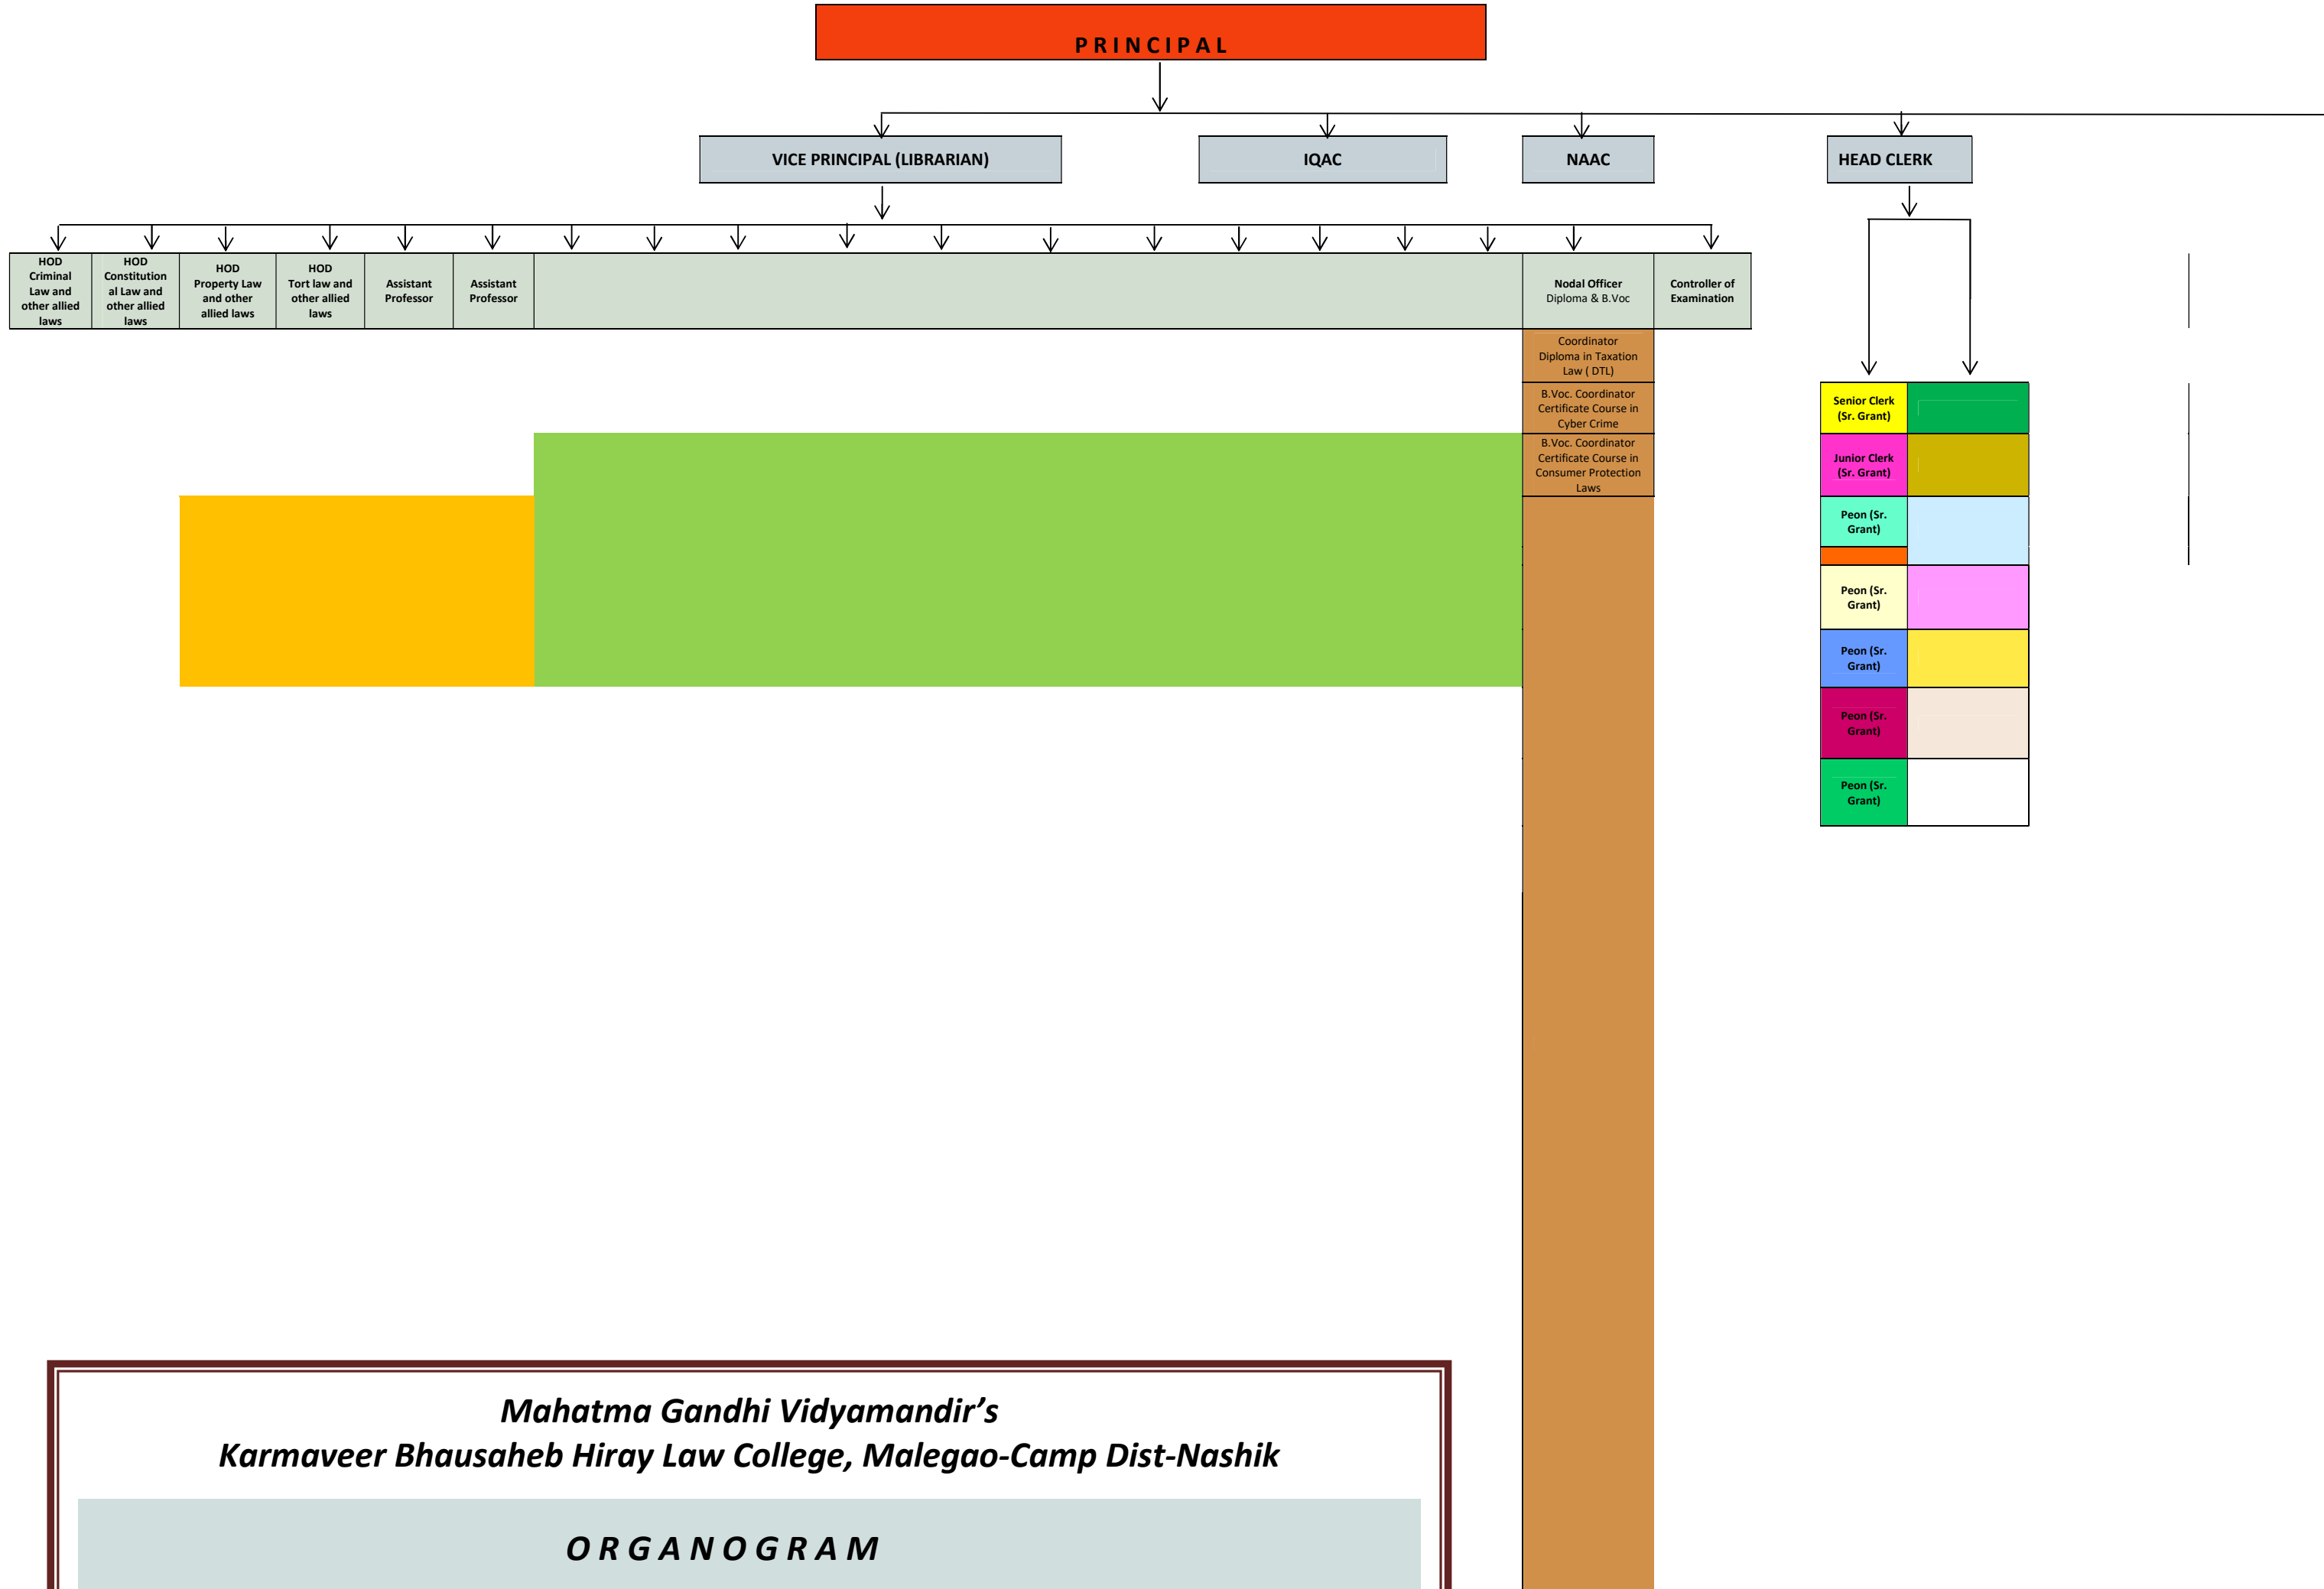 PRINCIPAL
VICE PRINCIPAL (LIBRARIAN)
IQAC
NAAC
HEAD CLERK
HOD
Criminal
Law and
other allied
laws
HOD
Constitution
al Law and
other allied
laws
HOD
Property Law
and other
allied laws
HOD
Tort law and
other allied
laws
Assistant
Professor
Assistant
Professor
Nodal Officer
Diploma & B.Voc
Controller of
Examination
Coordinator
Diploma in Taxation
Law ( DTL)
B.Voc. Coordinator
Certificate Course in
Cyber Crime
B.Voc. Coordinator
Certificate Course in
Consumer Protection
Laws
Senior Clerk
(Sr. Grant)
Junior Clerk
(Sr. Grant)
Peon (Sr.
Grant)
Peon (Sr.
Grant)
Peon (Sr.
Grant)
Peon (Sr.
Grant)
Peon (Sr.
Grant)
Mahatma Gandhi Vidyamandir’s
Karmaveer Bhausaheb Hiray Law College, Malegao-Camp Dist-Nashik
ORGANOGRAM